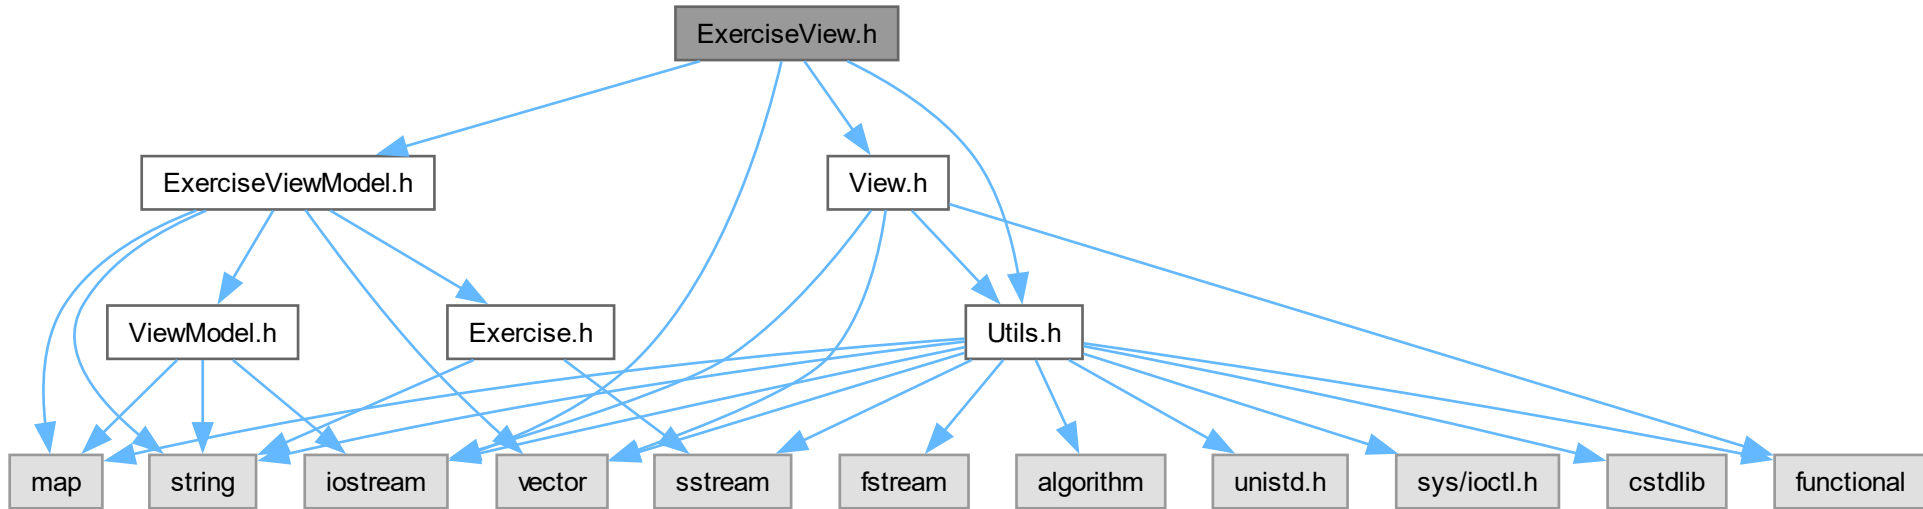 ExerciseView.h
ExerciseViewModel.h
View.h
ViewModel.h
Exercise.h
Utils.h
map
string
iostream
vector
sstream
fstream
algorithm
unistd.h
sys/ioctl.h
cstdlib
functional